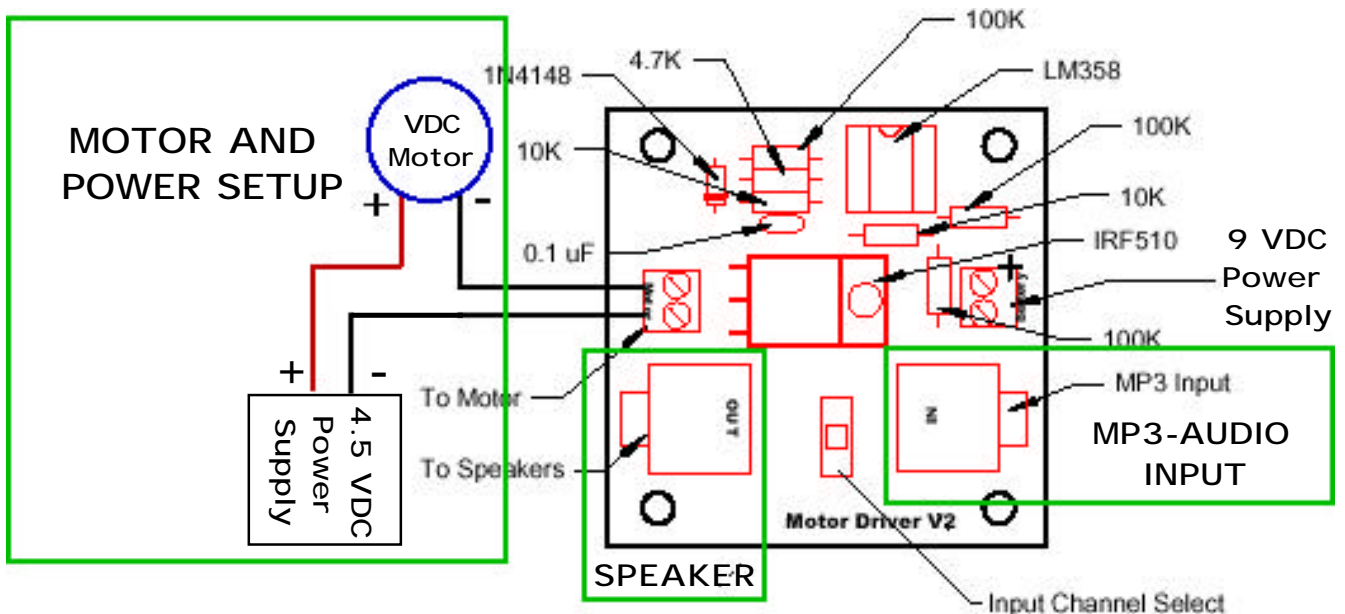 100K
4.7K
1N4148
LM358
VDC
Motor
MOTOR AND
POWER SETUP
10K
100K
10K
+
-
0.1 uF
IRF510
9 VDC
Power
Supply
+
Motor
100K
+
-
4.5 VDC
Power
Supply
To Motor
To Speakers
OUT
IN
MP3 Input
MP3-AUDIO
INPUT
Motor Driver V2
SPEAKER
Input Channel Select